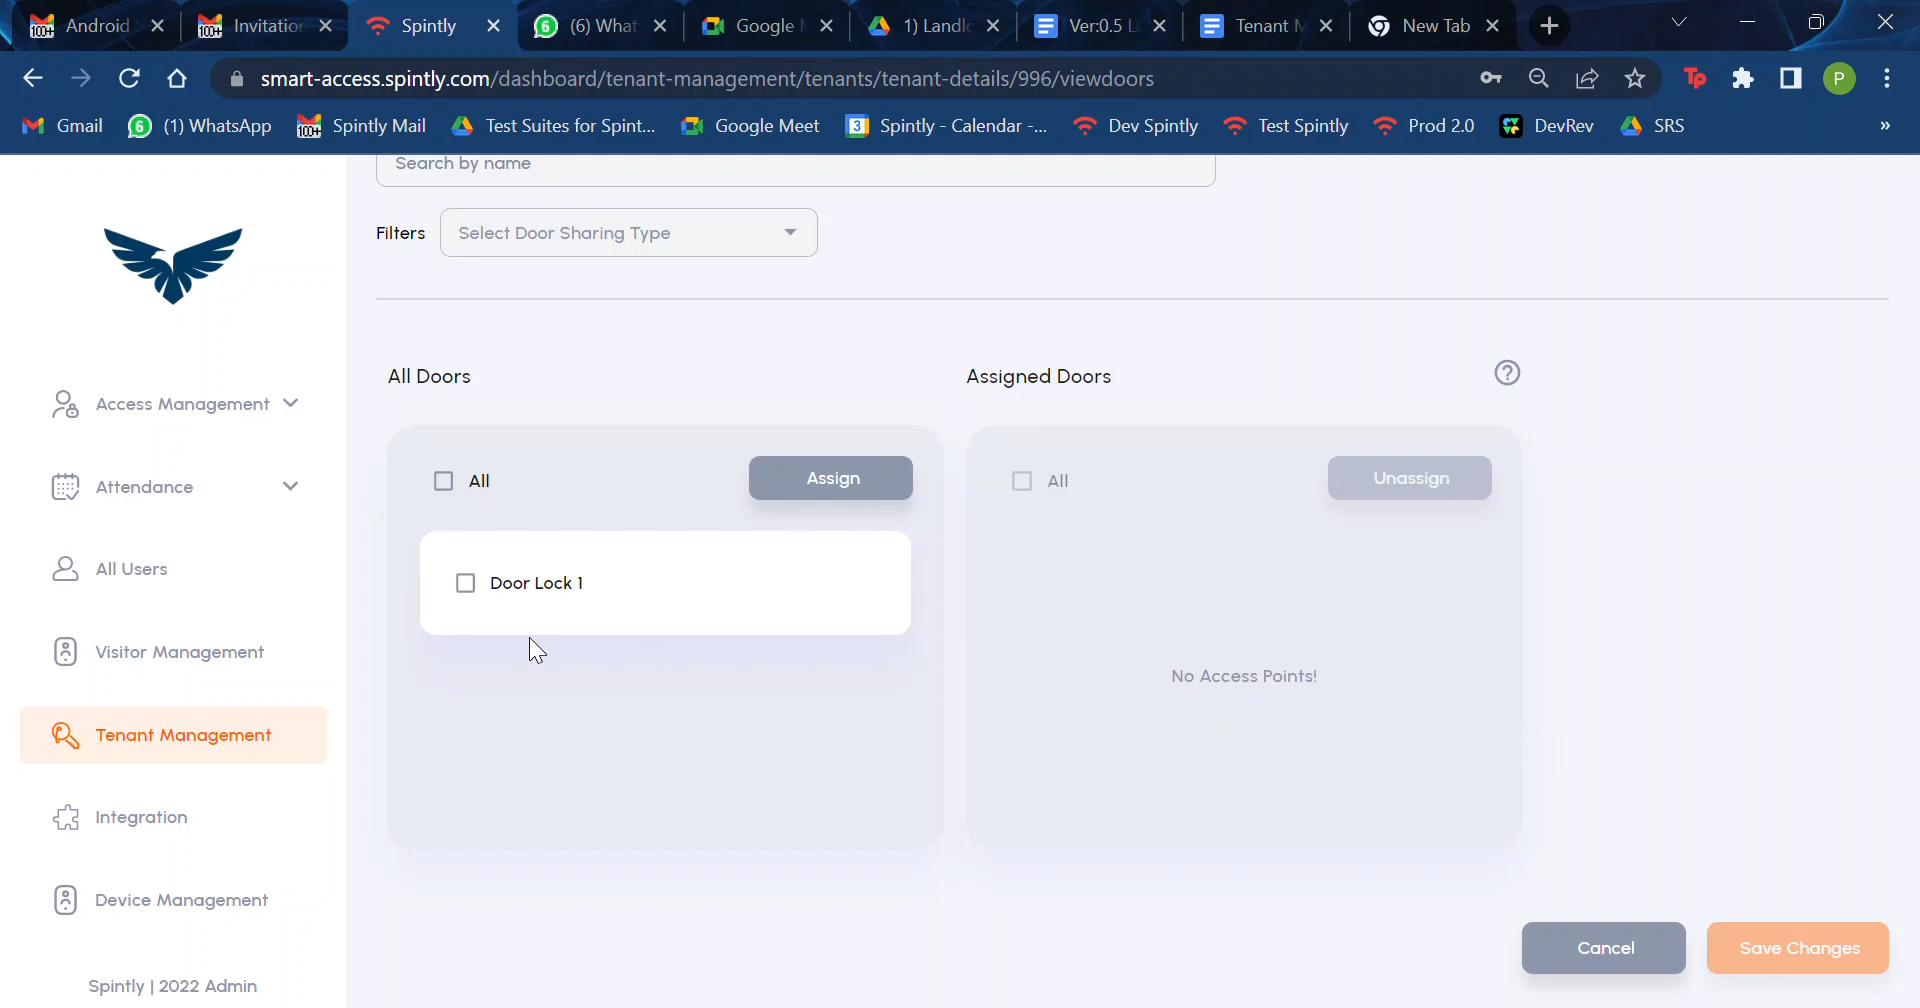 Android
Invitation
Spintly
(6) What
Google M
1) Landlo
Ver:0.5 L
Tenant M
New Tab
smart-access.spintly.com/dashboard/tenant-management/tenants/tenant-details/996/viewdoors
Tp
P
Gmail
(1) WhatsApp
Spintly Mail
Test Suites for Spint...
Google Meet
Spintly - Calendar -...
Dev Spintly
Test Spintly
Prod 2.0
DevRev
SRS
»
Search by name
Filters
Select Door Sharing Type
All Doors
Assigned Doors
?
All
Assign
All
Unassign
Door Lock 1
No Access Points!
Access Management
Attendance
All Users
Visitor Management
Tenant Management
Integration
Device Management
Spintly | 2022 Admin
Cancel
Save Changes